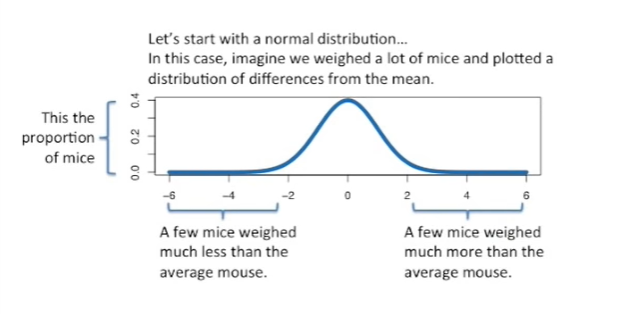 Let's start with a normal distribution...
In this case, imagine we weighed a lot of mice and plotted a
distribution of differences from the mean.
This the
proportion
of mice
0.4
0.2
0.0
-6 -4 -2 0 2 4 6
A few mice weighed
much less than the
average mouse.
A few mice weighed
much more than the
average mouse.